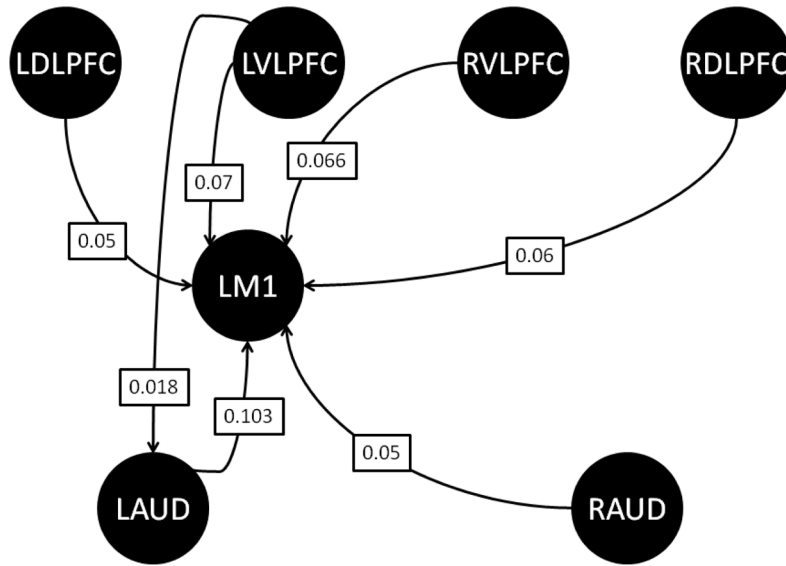 LDLPFC
LVLPFC
RVLPFC
RDLPFC
0.066
0.07
0.05
0.06
LM1
0.018
0.103
0.05
LAUD
RAUD